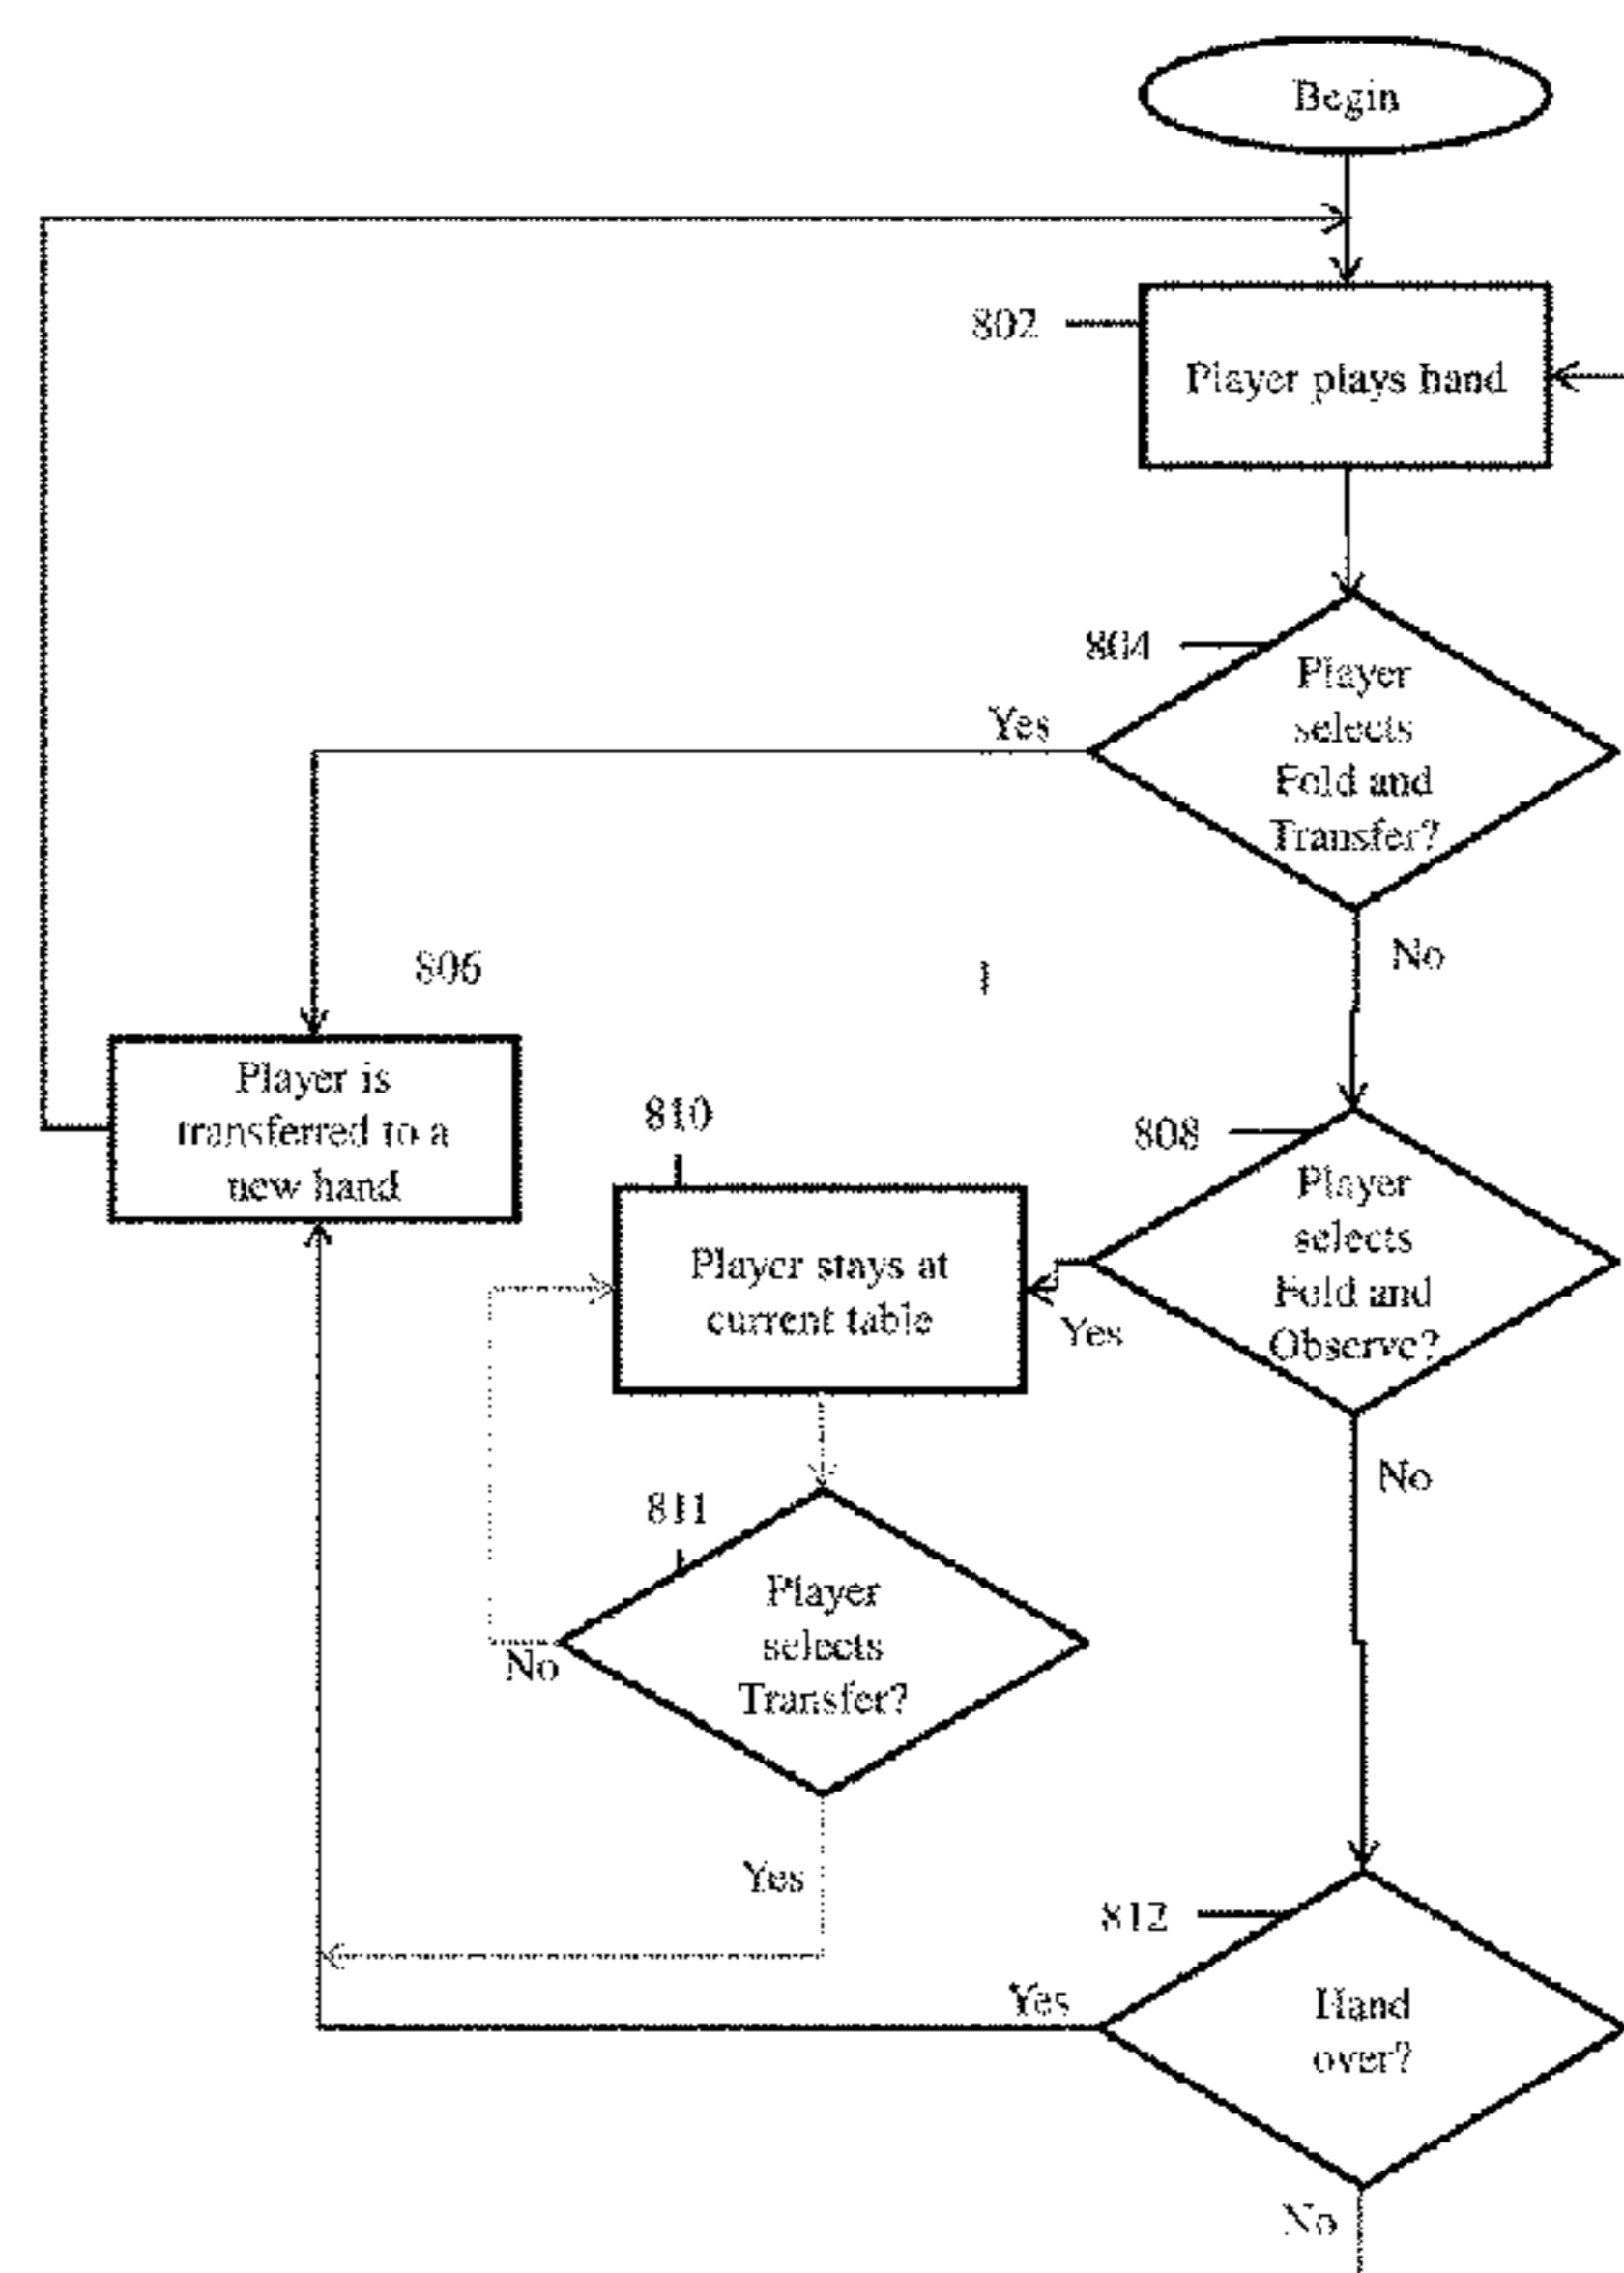 Begin
802
Player plays hand
804
Player
selects
Fold and
Transfer?
Yes
No
806
Player is
transferred to a
new hand
810
Player stays at
current table
808
Player
selects
Fold and
Observe?
Yes
No
811
Player
selects
Transfer?
No
Yes
812
Hand
over?
Yes
No